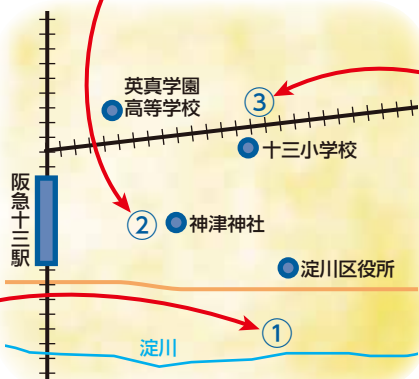 英真学園
高等学校
③
十三小学校
阪急十三駅
②
神津神社
淀川区役所
①
淀川